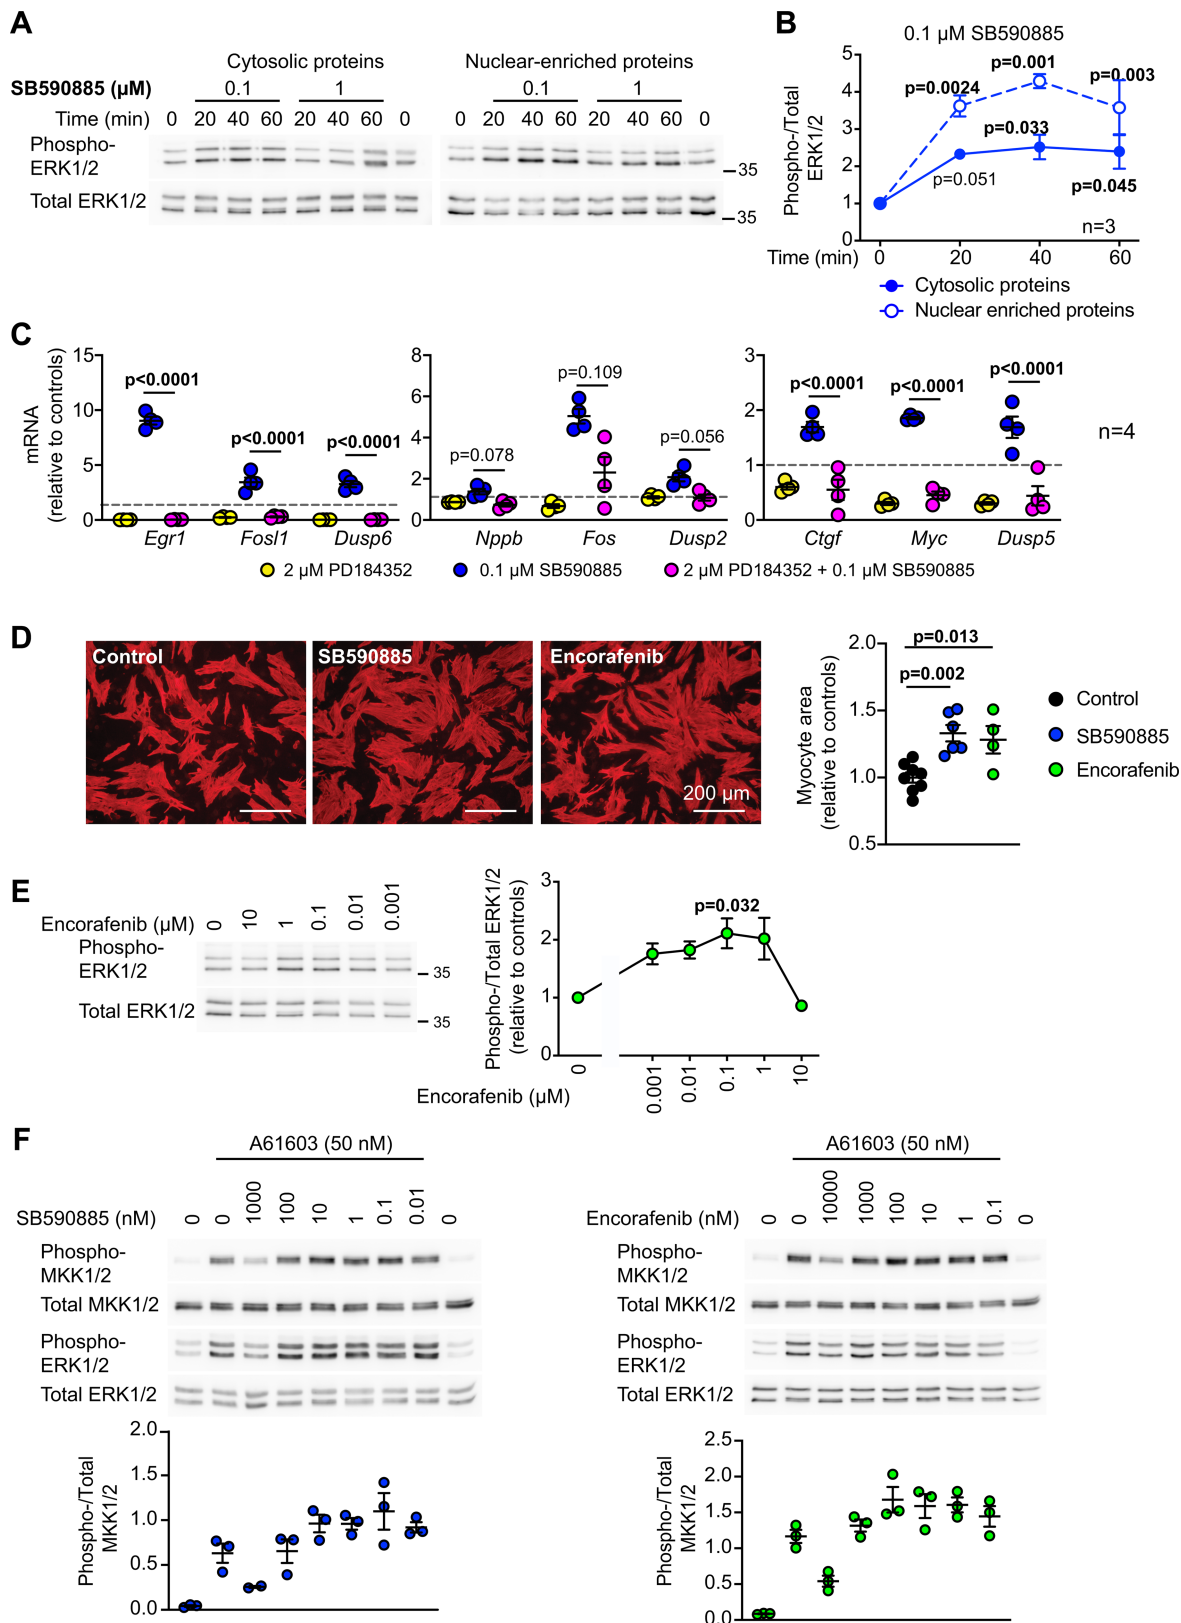 A
Cytosolic proteins
Nuclear-enriched proteins
SB590885 (µM)
0.1
1
0.1
1
Time (min)
0 20 40 60 20 40 60 0
0 20 40 60 20 40 60 0
Phospho-
ERK1/2
35
Total ERK1/2
35
B
0.1 µM SB590885
Phospho-/Total
ERK1/2
5
4
3
2
1
0
p=0.0024
p=0.001
p=0.003
p=0.033
p=0.051
p=0.045
n=3
Time (min)
0 20 40 60
Cytosolic proteins
Nuclear enriched proteins
C
mRNA
(relative to controls)
15
10
5
0
p<0.0001
p<0.0001
p<0.0001
Egr1 Fosl1 Dusp6
8
6
4
2
0
p=0.078
p=0.109
p=0.056
Nppb Fos Dusp2
3
2
1
0
p<0.0001
p<0.0001
p<0.0001
Ctgf Myc Dusp5
n=4
2 µM PD184352
0.1 µM SB590885
2 µM PD184352 + 0.1 µM SB590885
D
Control
SB590885
Encorafenib
200 µm
Myocyte area
(relative to controls)
2.0
1.5
1.0
0.5
p=0.013
p=0.002
Control
SB590885
Encorafenib
E
Encorafenib (µM)
0 10 1 0.1 0.01 0.001
Phospho-
ERK1/2
35
Total ERK1/2
35
Phospho-/Total ERK1/2
(relative to controls)
3
2
1
0
p=0.032
0 0.001 0.01 0.1 1 10
Encorafenib (µM)
F
A61603 (50 nM)
SB590885 (nM)
0 0 1000 100 10 1 0.1 0.01 0
Phospho-
MKK1/2
Total MKK1/2
Phospho-
ERK1/2
Total ERK1/2
Phospho-/Total
MKK1/2
2.0
1.0
0.5
0.0
A61603 (50 nM)
Encorafenib (nM)
0 0 10000 1000 100 10 1 0.1 0
Phospho-
MKK1/2
Total MKK1/2
Phospho-
ERK1/2
Total ERK1/2
Phospho-/Total
MKK1/2
2.5
2.0
1.5
1.0
0.5
0.0